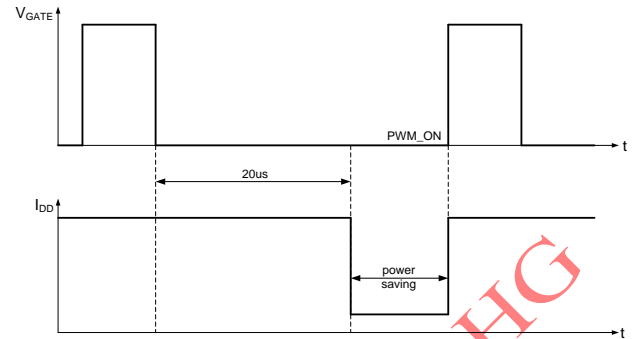 VGATE
PWM_ON
t
20us
IDD
power
saving
t
HG